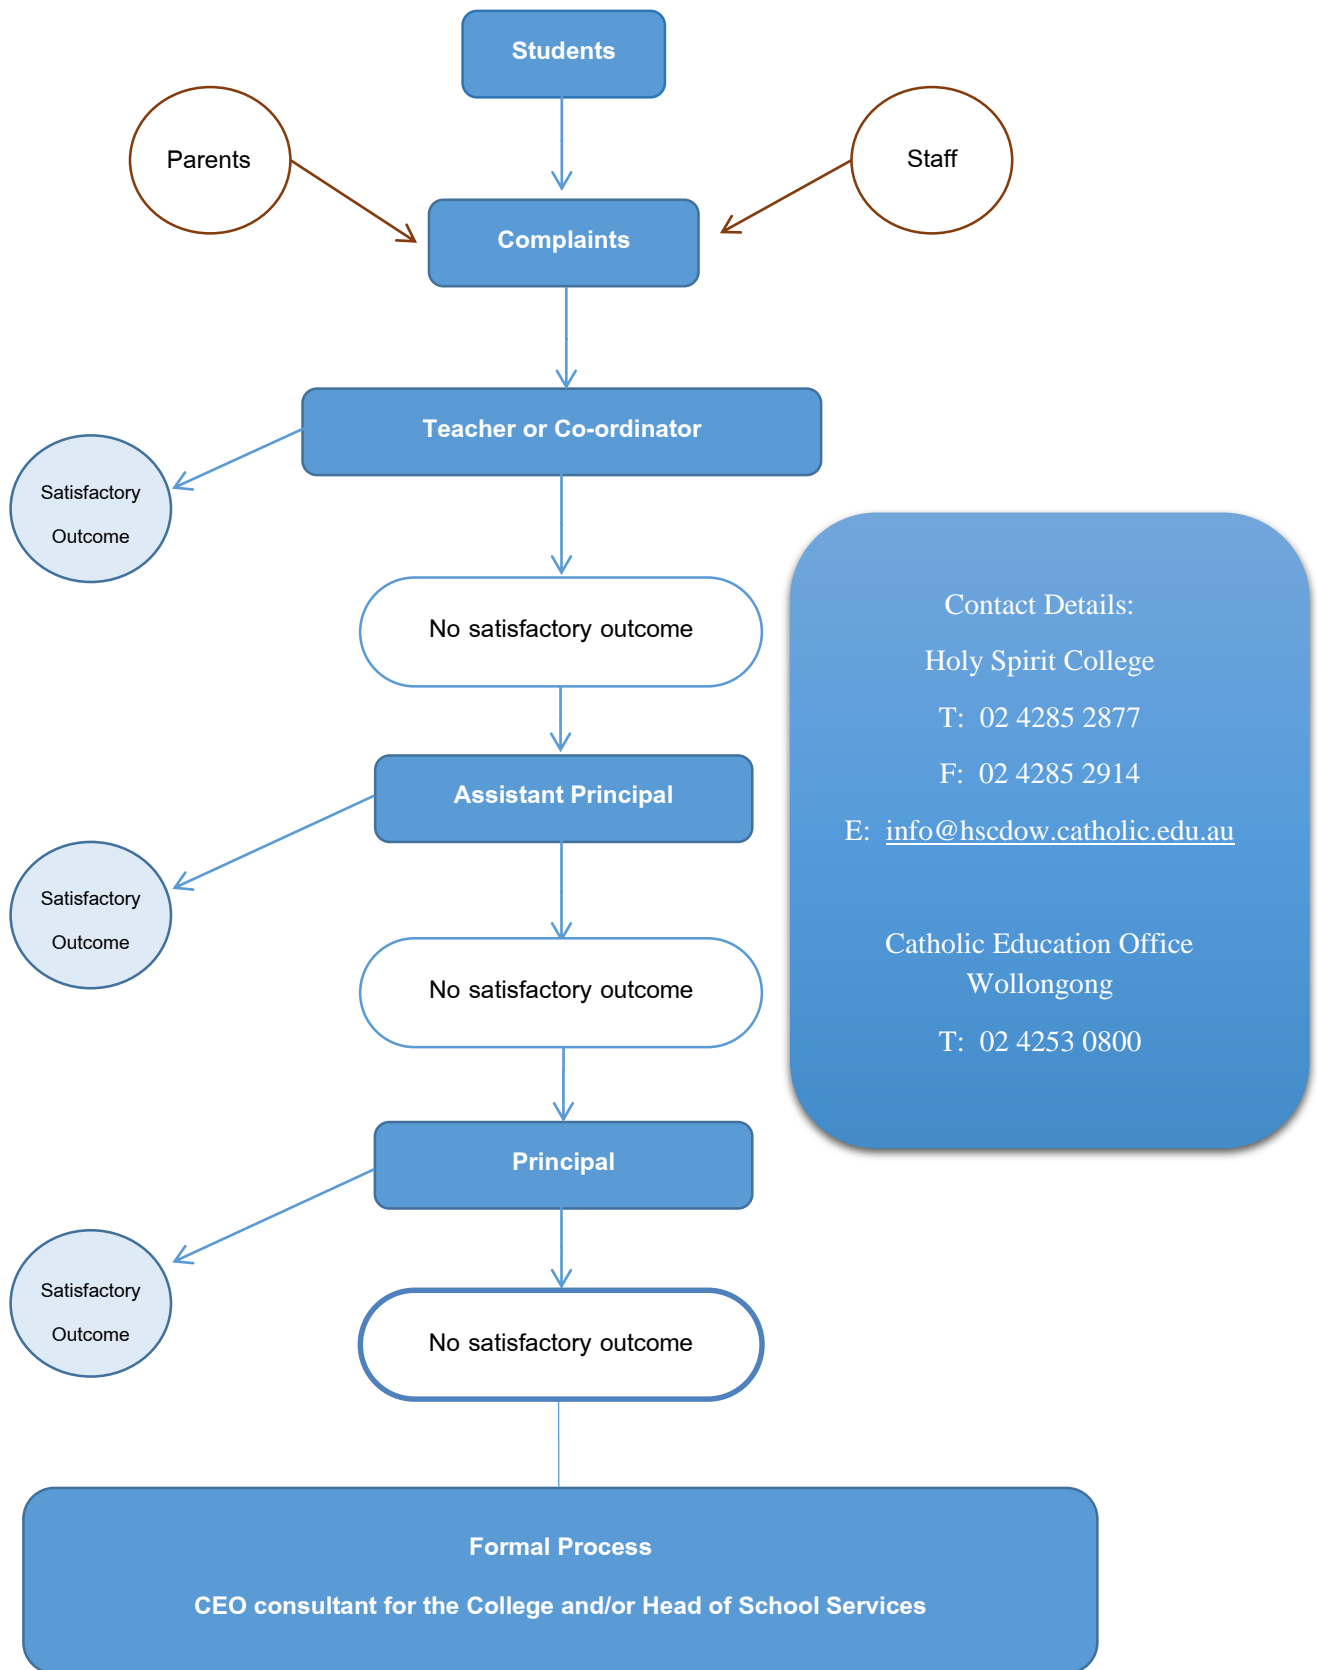 Students
Parents
Staff
Complaints
Teacher or Co-ordinator
Satisfactory
Outcome
No satisfactory outcome
Assistant Principal
Satisfactory
Outcome
No satisfactory outcome
Principal
Satisfactory
Outcome
No satisfactory outcome
Formal Process
CEO consultant for the College and/or Head of School Services
Contact Details:
Holy Spirit College
T: 02 4285 2877
F: 02 4285 2914
E: info@hscdow.catholic.edu.au
Catholic Education Office
Wollongong
T: 02 4253 0800